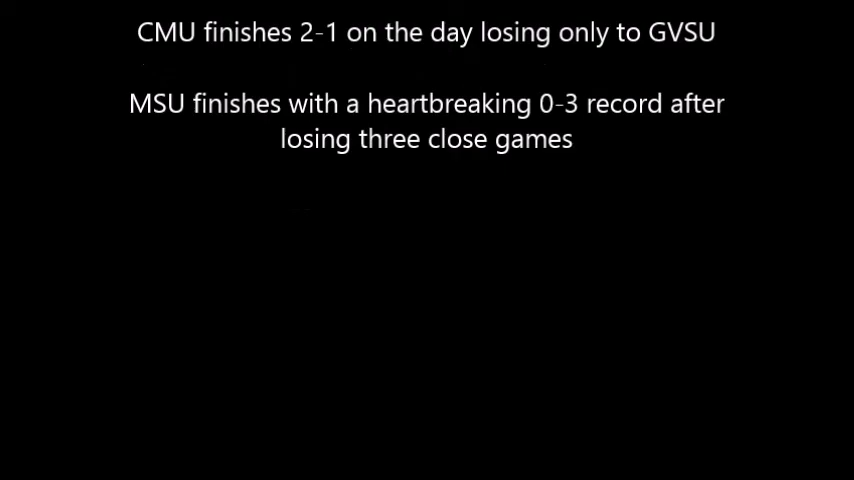 CMU finishes 2-1 on the day losing only to GVSU
MSU finishes with a heartbreaking 0-3 record after
losing three close games